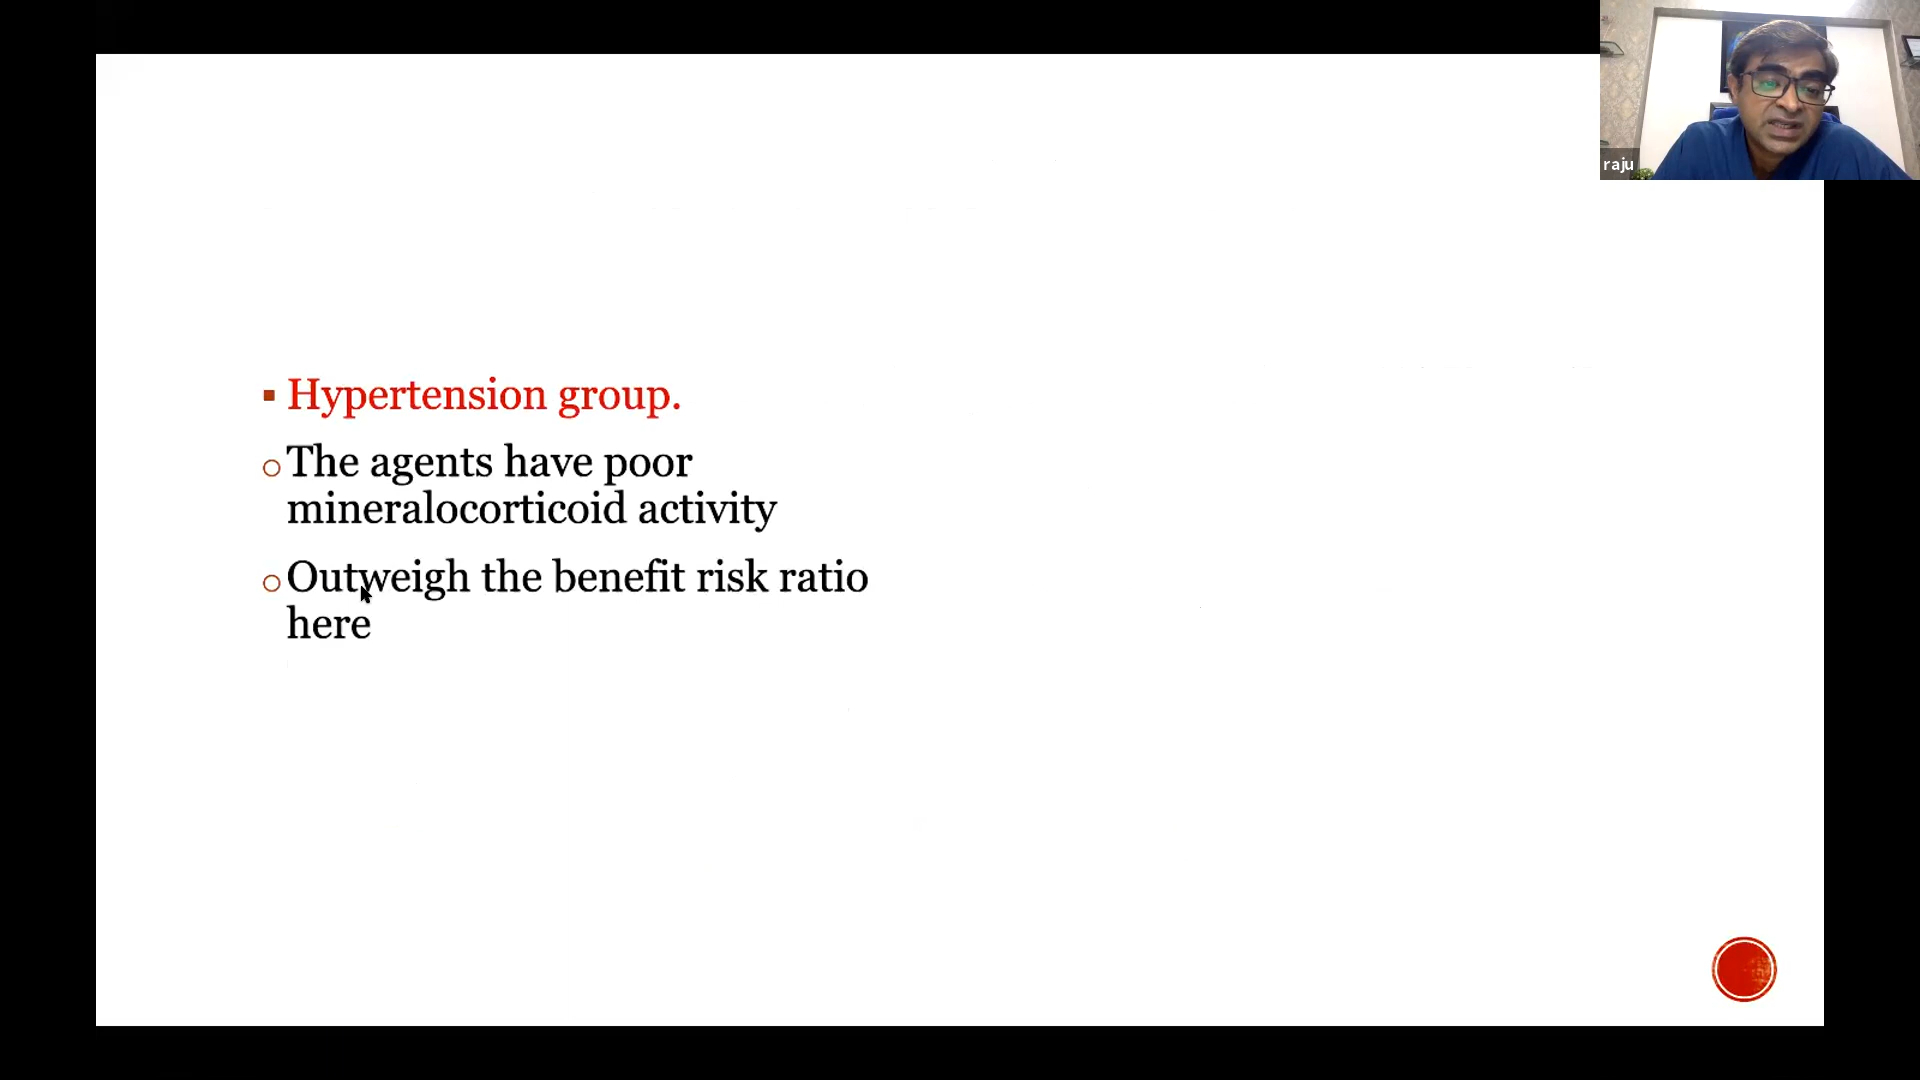 raju
Hypertension group.
The agents have poor
mineralocorticoid activity
Outweigh the benefit risk ratio
here